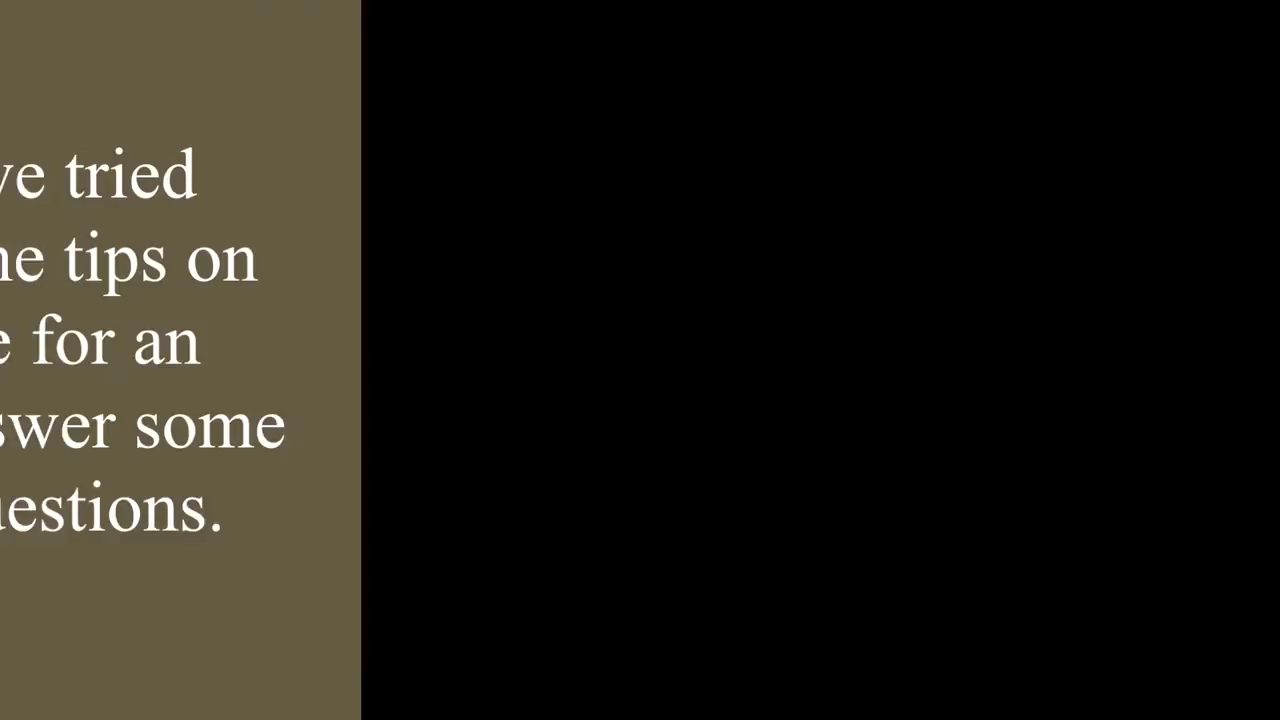 ve tried
ne tips on
e for an
swer some
uestions.